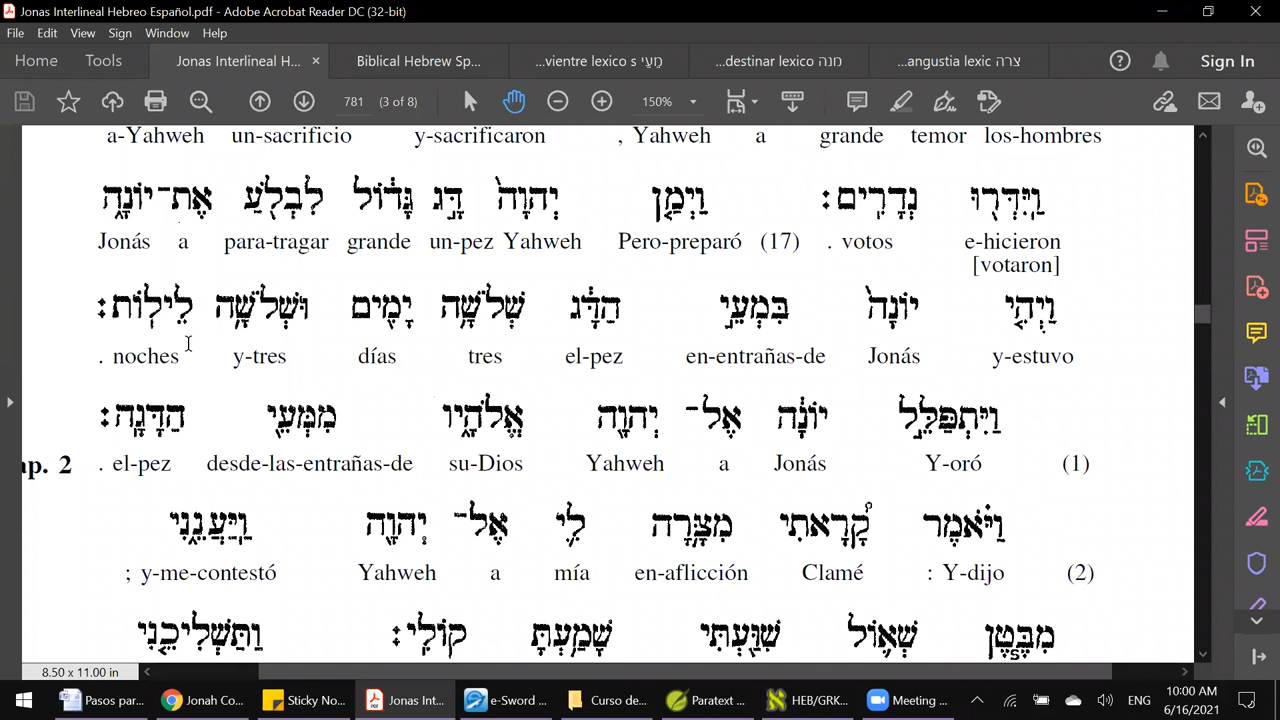 Jonas Interlineal Hebreo Español.pdf - Adobe Acrobat Reader DC (32-bit)
File Edit View Sign Window Help
Home Tools Jonas Interlineal H... × Biblical Hebrew Sp... ...vientre lexico s מֵעֶי ...destinar lexico מנה ...angustia lexic צרה Sign In
781 (3 of 8) 150%
a-Yahweh un-sacrificio y-sacrificaron , Yahweh a grande temor los-hombres
וַֽיִּדְּר֖וּ נְדָרִֽים׃ וַיְמַ֤ן יְהוָה֙ דָּ֣ג גָּד֔וֹל לִבְלֹ֖עַ אֶת־יוֹנָ֑ה
Jonás a para-tragar grande un-pez Yahweh Pero-preparó (17) . votos e-hicieron
[votaron]
וַיְהִ֤י יוֹנָה֙ בִּמְעֵ֣י הַדָּ֔ג שְׁלֹשָׁ֥ה יָמִ֖ים וּשְׁלֹשָׁ֥ה לֵילֽוֹת׃
. noches y-tres días tres el-pez en-entrañas-de Jonás y-estuvo
וַיִּתְפַּלֵּ֣ל יוֹנָ֔ה אֶל־ יְהוָ֖ה אֱלֹהָ֑יו מִמְּעֵ֖י הַדָּגָֽה׃
ap. 2 . el-pez desde-las-entrañas-de su-Dios Yahweh a Jonás Y-oró (1)
וַיֹּ֗אמֶר קָ֠רָאתִי מִצָּ֥רָה לִ֛י אֶל־ יְהוָ֖ה וַֽיַּעֲנֵ֑נִי
; y-me-contestó Yahweh a mía en-aflicción Clamé : Y-dijo (2)
מִבֶּ֧טֶן שְׁא֛וֹל שִׁוַּ֖עְתִּי שָׁמַ֥עְתָּ קוֹלִֽי׃ וַתַּשְׁלִיכֵ֤נִי
8.50 x 11.00 in
Pasos par... Jonah Co... Sticky No... Jonas Int... e-Sword ... Curso de... Paratext ... HEB/GRK... Meeting ... ENG 10:00 AM
6/16/2021